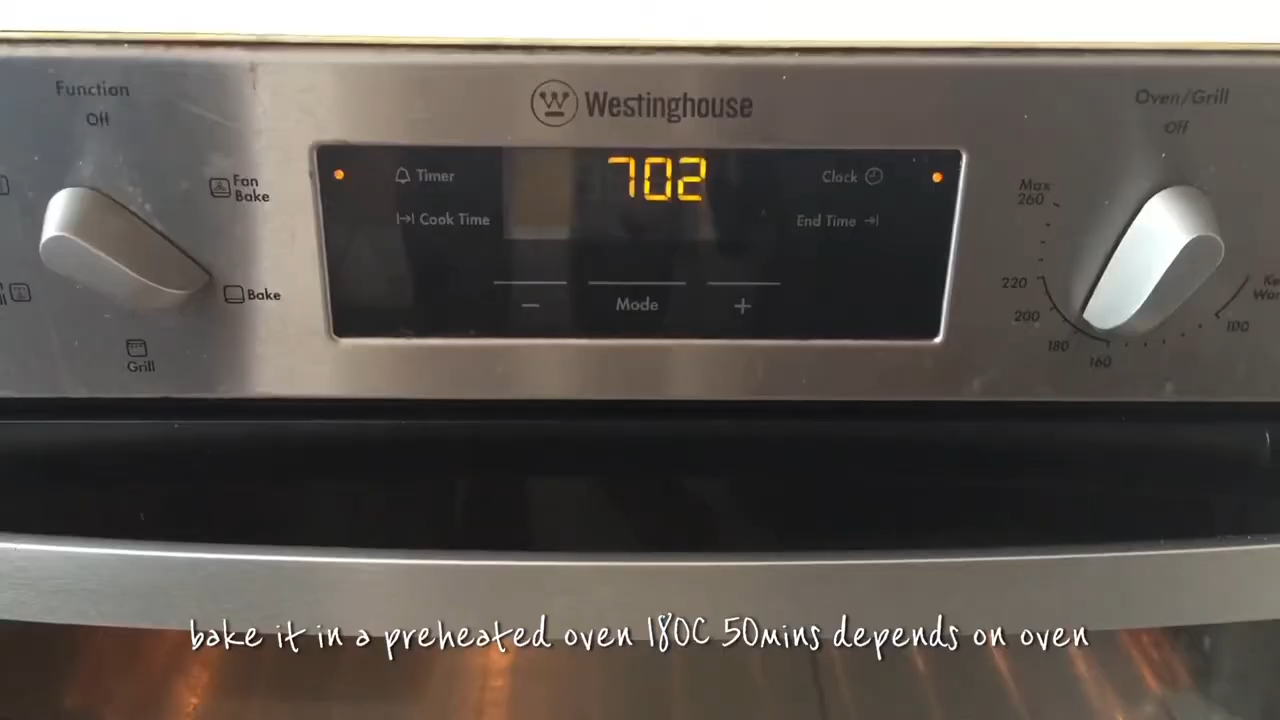 Function
Off
Fan
Bake
Bake
Grill
Westinghouse
702
Timer
Clock
Cook Time
End Time
− Mode +
Oven/Grill
Off
Max
260
220
200
180
160
100
bake it in a preheated oven 180C 50mins depends on oven